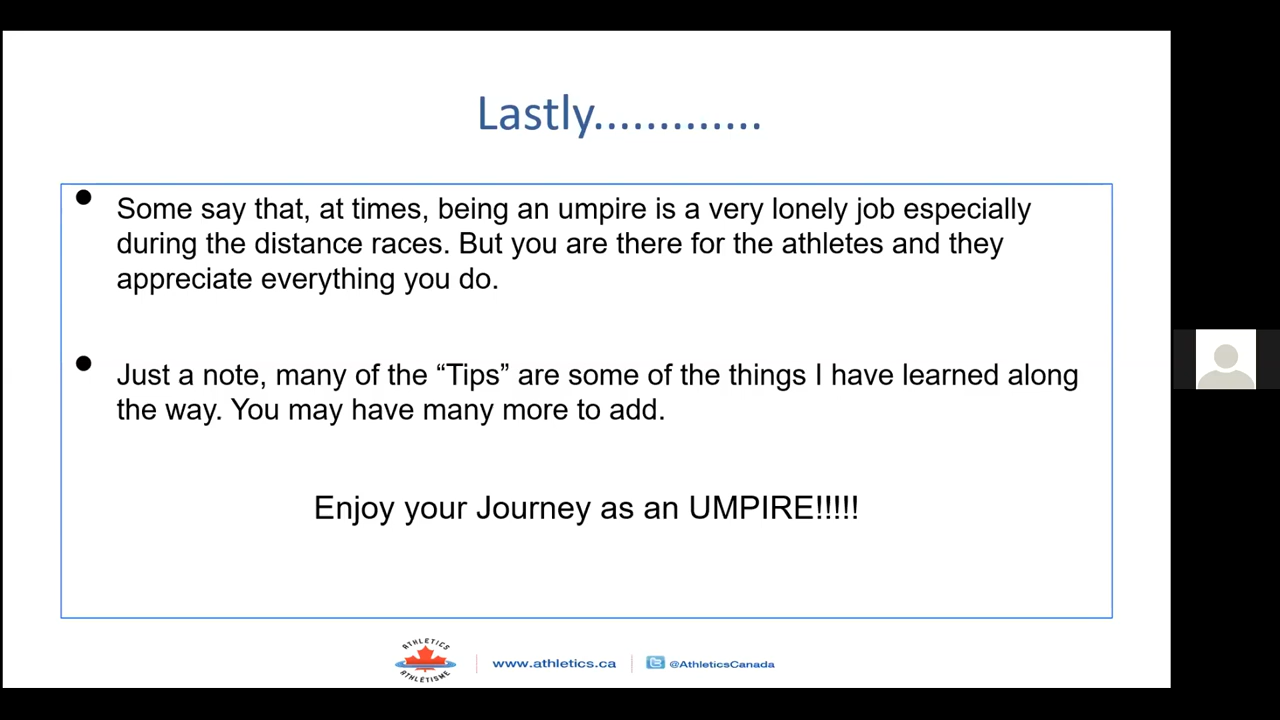 Lastly.............
Some say that, at times, being an umpire is a very lonely job especially
during the distance races. But you are there for the athletes and they
appreciate everything you do.
Just a note, many of the “Tips” are some of the things I have learned along
the way. You may have many more to add.
Enjoy your Journey as an UMPIRE!!!!!
ATHLETICS
ATHLÉTISME
www.athletics.ca
@AthleticsCanada